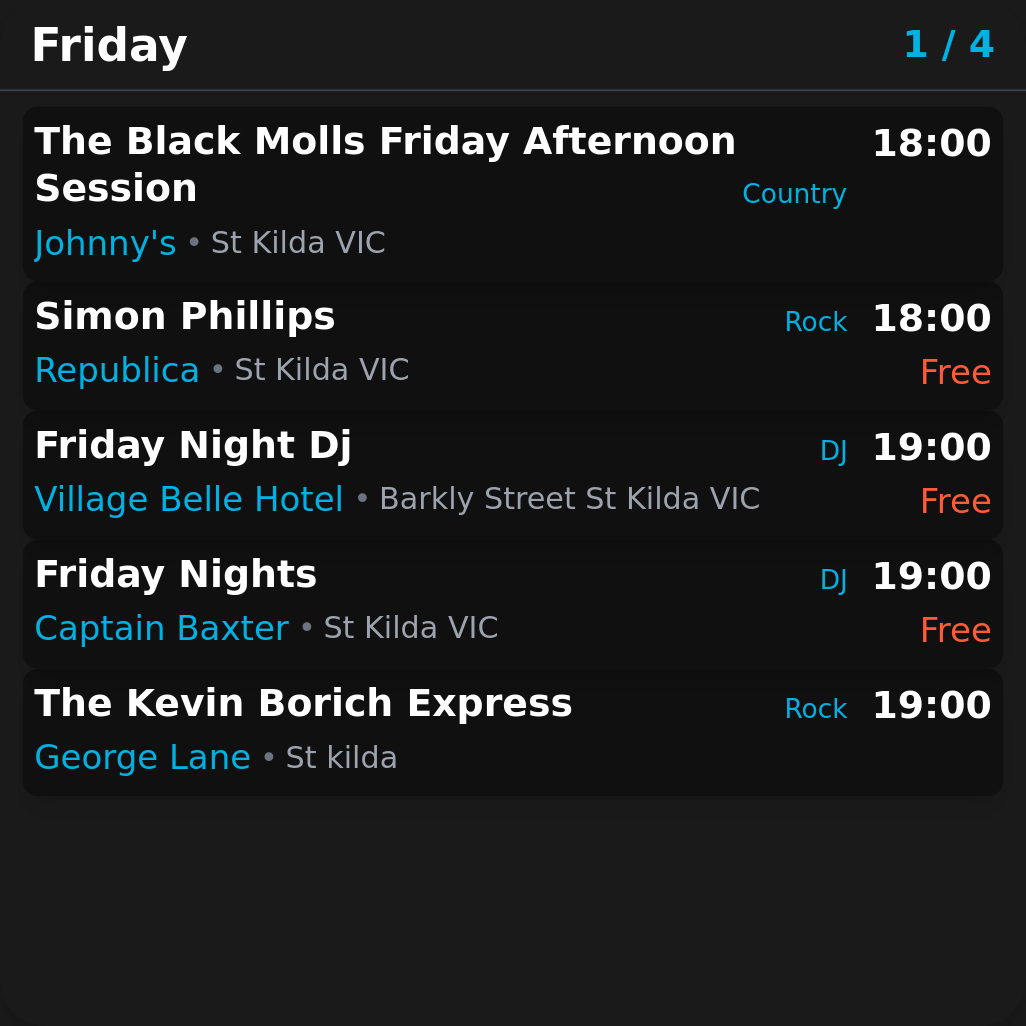 Friday 1 / 4
The Black Molls Friday Afternoon 18:00
Session Country
Johnny's • St Kilda VIC
Simon Phillips Rock 18:00
Republica • St Kilda VIC Free
Friday Night Dj DJ 19:00
Village Belle Hotel • Barkly Street St Kilda VIC Free
Friday Nights DJ 19:00
Captain Baxter • St Kilda VIC Free
The Kevin Borich Express Rock 19:00
George Lane • St kilda